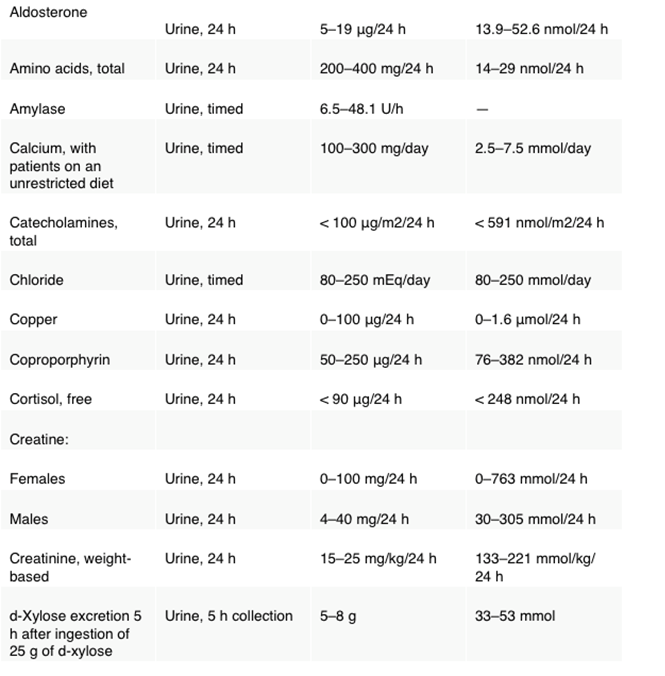 Aldosterone
Urine, 24 h 5–19 μg/24 h 13.9–52.6 nmol/24 h
Amino acids, total Urine, 24 h 200–400 mg/24 h 14–29 nmol/24 h
Amylase Urine, timed 6.5–48.1 U/h —
Calcium, with Urine, timed 100–300 mg/day 2.5–7.5 mmol/day
patients on an
unrestricted diet
Catecholamines, Urine, 24 h < 100 μg/m2/24 h < 591 nmol/m2/24 h
total
Chloride Urine, timed 80–250 mEq/day 80–250 mmol/day
Copper Urine, 24 h 0–100 μg/24 h 0–1.6 μmol/24 h
Coproporphyrin Urine, 24 h 50–250 μg/24 h 76–382 nmol/24 h
Cortisol, free Urine, 24 h < 90 μg/24 h < 248 nmol/24 h
Creatine:
Females Urine, 24 h 0–100 mg/24 h 0–763 mmol/24 h
Males Urine, 24 h 4–40 mg/24 h 30–305 mmol/24 h
Creatinine, weight- Urine, 24 h 15–25 mg/kg/24 h 133–221 mmol/kg/
based 24 h
d-Xylose excretion 5 Urine, 5 h collection 5–8 g 33–53 mmol
h after ingestion of
25 g of d-xylose